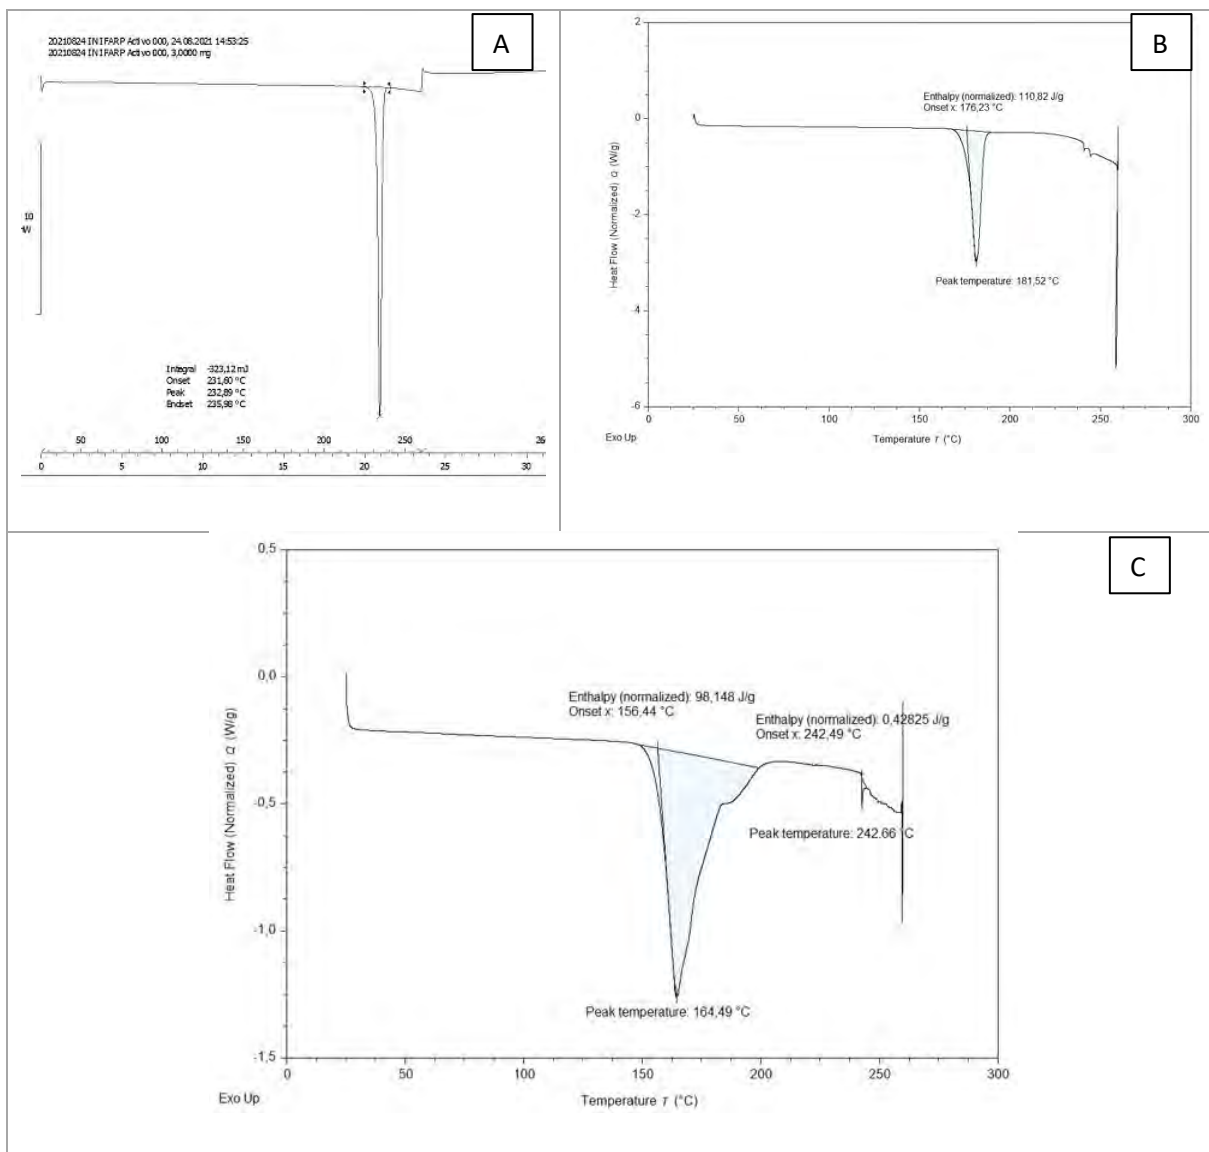 A
20210824 INIFARP Activo 000, 24.08.2021 14:53:25
20210824 INIFARP Activo 000, 3,0000 mg
10
Integral -323,12 mJ
Onset 231,60 °C
Peak 232,89 °C
Endset 235,98 °C
50 100 150 200 250 26
0 5 10 15 20 25 30
B
2
0
-2
-4
-6
Heat Flow (Normalized) Q (W/g)
Enthalpy (normalized): 110,82 J/g
Onset x: 176,23 °C
Peak temperature: 181,52 °C
0 50 100 150 200 250 300
Exo Up
Temperature T (°C)
C
0,5
0,0
-0,5
-1,0
-1,5
Heat Flow (Normalized) Q (W/g)
Enthalpy (normalized): 98,148 J/g
Onset x: 156,44 °C
Enthalpy (normalized): 0,42825 J/g
Onset x: 242,49 °C
Peak temperature: 242.66 °C
Peak temperature: 164,49 °C
0 50 100 150 200 250 300
Exo Up
Temperature T (°C)